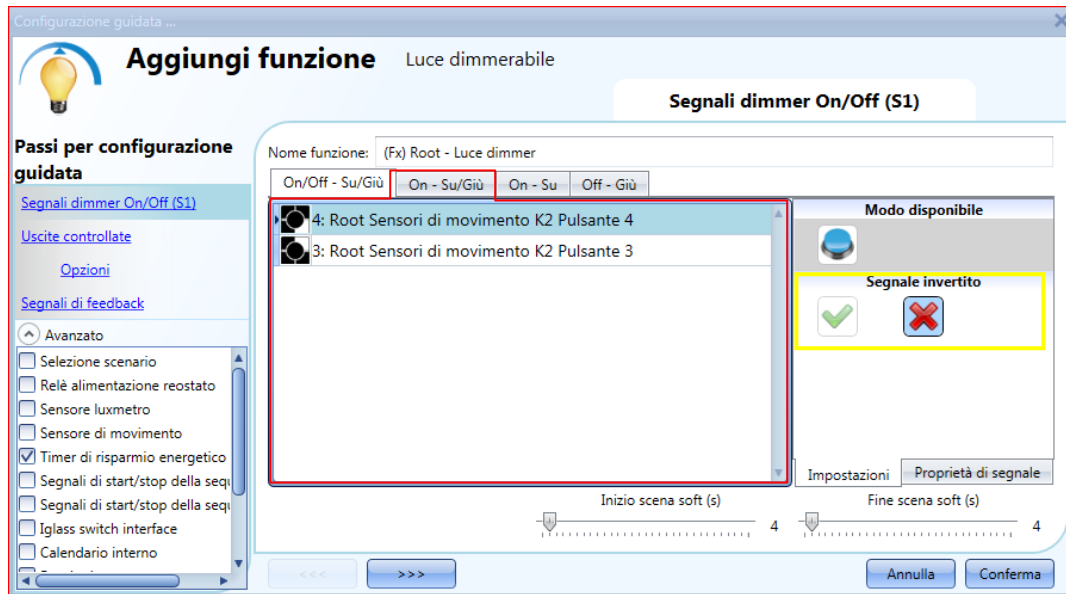 Configurazione guidata ...
Aggiungi funzione
Luce dimmerabile
Segnali dimmer On/Off (S1)
Passi per configurazione
guidata
Segnali dimmer On/Off (S1)
Uscite controllate
Opzioni
Segnali di feedback
Avanzato
Selezione scenario
Relè alimentazione reostato
Sensore luxmetro
Sensore di movimento
Timer di risparmio energetico
Segnali di start/stop della sequ
Segnali di start/stop della sequ
Iglass switch interface
Calendario interno
Nome funzione: (Fx) Root - Luce dimmer
On/Off - Su/Giù On - Su/Giù On - Su Off - Giù
4: Root Sensori di movimento K2 Pulsante 4
3: Root Sensori di movimento K2 Pulsante 3
Modo disponibile
Segnale invertito
Impostazioni Proprietà di segnale
Inizio scena soft (s)
4
Fine scena soft (s)
4
<<< >>> Annulla Conferma